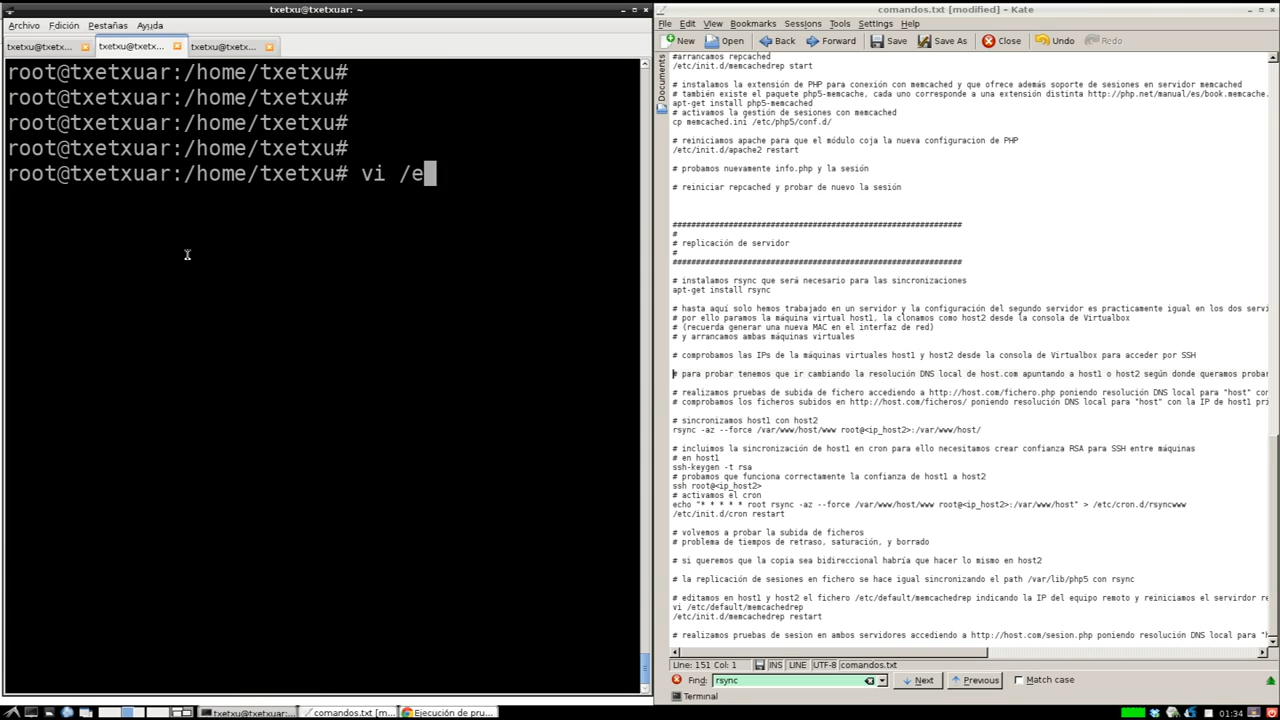 txetxu@txetxuar: ~
Archivo Edición Pestañas Ayuda
txetxu@txetx... txetxu@txetx... txetxu@txetx...
root@txetxuar:/home/txetxu#
root@txetxuar:/home/txetxu#
root@txetxuar:/home/txetxu#
root@txetxuar:/home/txetxu#
root@txetxuar:/home/txetxu# vi /e
comandos.txt [modified] – Kate
File Edit View Bookmarks Sessions Tools Settings Help
New Open Back Forward Save Save As Close Undo Redo
Documents
#arrancamos repcached
/etc/init.d/memcachedrep start
# instalamos la extensión de PHP para conexión con memcached y que ofrece además soporte de sesiones en servidor memcached
# también existe el paquete php5-memcache, cada uno corresponde a una extensión distinta http://php.net/manual/es/book.memcache.
apt-get install php5-memcached
# activamos la gestión de sesiones con memcached
cp memcached.ini /etc/php5/conf.d/
# reiniciamos apache para que el módulo coja la nueva configuracion de PHP
/etc/init.d/apache2 restart
# probamos nuevamente info.php y la sesión
# reiniciar repcached y probar de nuevo la sesión
##############################################################
#
# replicación de servidor
#
##############################################################
# instalamos rsync que será necesario para las sincronizaciones
apt-get install rsync
# hasta aquí solo hemos trabajado en un servidor y la configuración del segundo servidor es practicamente igual en los dos servi
# por ello paramos la máquina virtual host1, la clonamos como host2 desde la consola de Virtualbox
# (recuerda generar una nueva MAC en el interfaz de red)
# y arrancamos ambas máquinas virtuales
# comprobamos las IPs de la máquinas virtuales host1 y host2 desde la consola de Virtualbox para acceder por SSH
# para probar tenemos que ir cambiando la resolución DNS local de host.com apuntando a host1 o host2 según donde queramos probar
# realizamos pruebas de subida de fichero accediendo a http://host.com/fichero.php poniendo resolución DNS local para "host" con
# comprobamos los ficheros subidos en http://host.com/ficheros/ poniendo resolución DNS local para "host" con la IP de host1 pri
# sincronizamos host1 con host2
rsync -az --force /var/www/host/www root@<ip_host2>:/var/www/host/
# incluimos la sincronización de host1 en cron para ello necesitamos crear confianza RSA para SSH entre máquinas
# en host1
ssh-keygen -t rsa
# probamos que funciona correctamente la confianza de host1 a host2
ssh root@<ip_host2>
# activamos el cron
echo "* * * * * root rsync -az --force /var/www/host/www root@<ip_host2>:/var/www/host" > /etc/cron.d/rsyncwww
/etc/init.d/cron restart
# volvemos a probar la subida de ficheros
# problema de tiempos de retraso, saturación, y borrado
# si queremos que la copia sea bidireccional habría que hacer lo mismo en host2
# la replicación de sesiones en fichero se hace igual sincronizando el path /var/lib/php5 con rsync
# editamos en host1 y host2 el fichero /etc/default/memcachedrep indicando la IP del equipo remoto y reiniciamos el servirdor re
vi /etc/default/memcachedrep
/etc/init.d/memcachedrep restart
# realizamos pruebas de sesion en ambos servidores accediendo a http://host.com/sesion.php poniendo resolución DNS local para "h
Line: 151 Col: 1 INS LINE UTF-8 comandos.txt
Find: rsync Next Previous Match case
Terminal
txetxu@txetxuar: ... comandos.txt [m... Ejecución de pru... 01:34